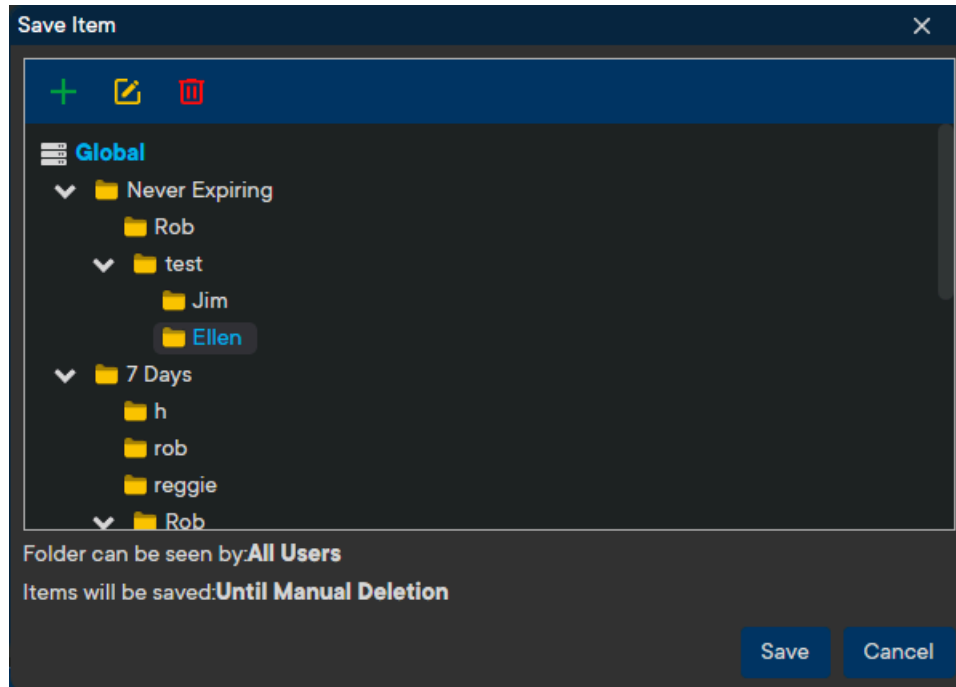 Save Item
Global
Never Expiring
Rob
test
Jim
Ellen
7 Days
h
rob
reggie
Rob
Folder can be seen by:All Users
Items will be saved:Until Manual Deletion
Save Cancel